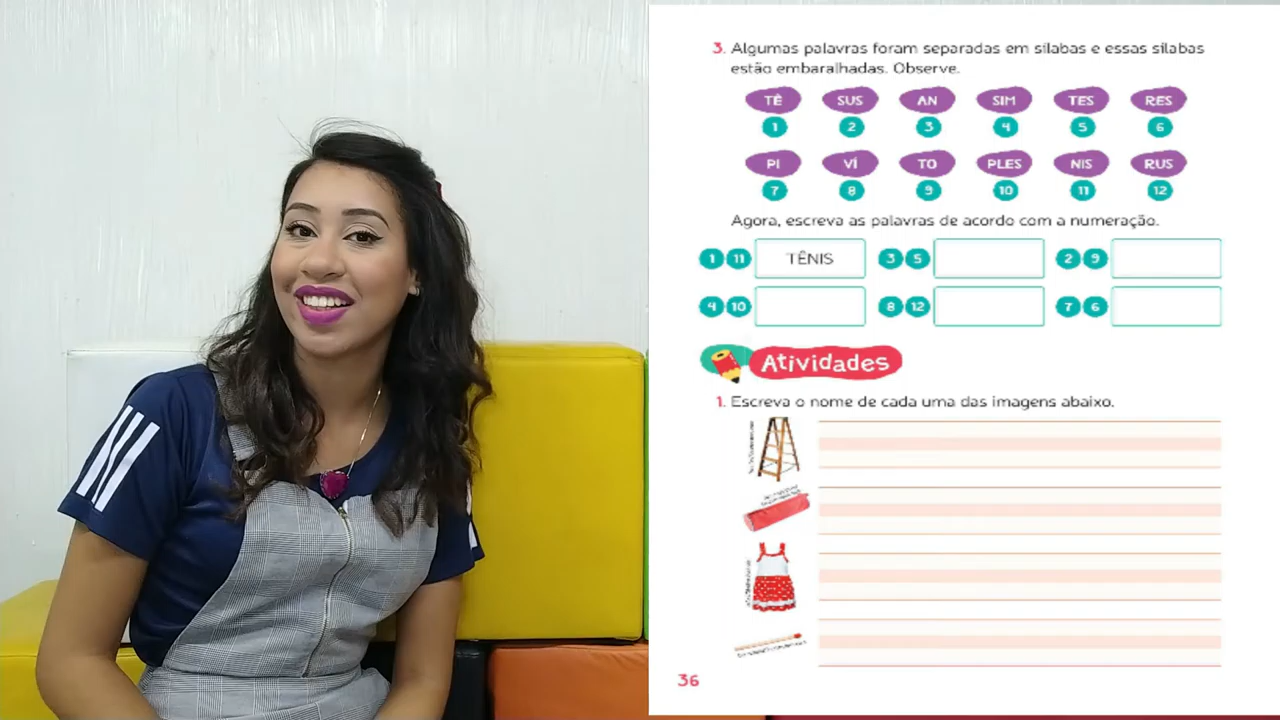 3. Algumas palavras foram separadas em sílabas e essas sílabas
estão embaralhadas. Observe.
TÊ SUS AN SIM TES RES
1 2 3 4 5 6
PI VÍ TO PLES NIS RUS
7 8 9 10 11 12
Agora, escreva as palavras de acordo com a numeração.
1 11 TÊNIS 3 5 2 9
4 10 8 12 7 6
Atividades
1. Escreva o nome de cada uma das imagens abaixo.
36